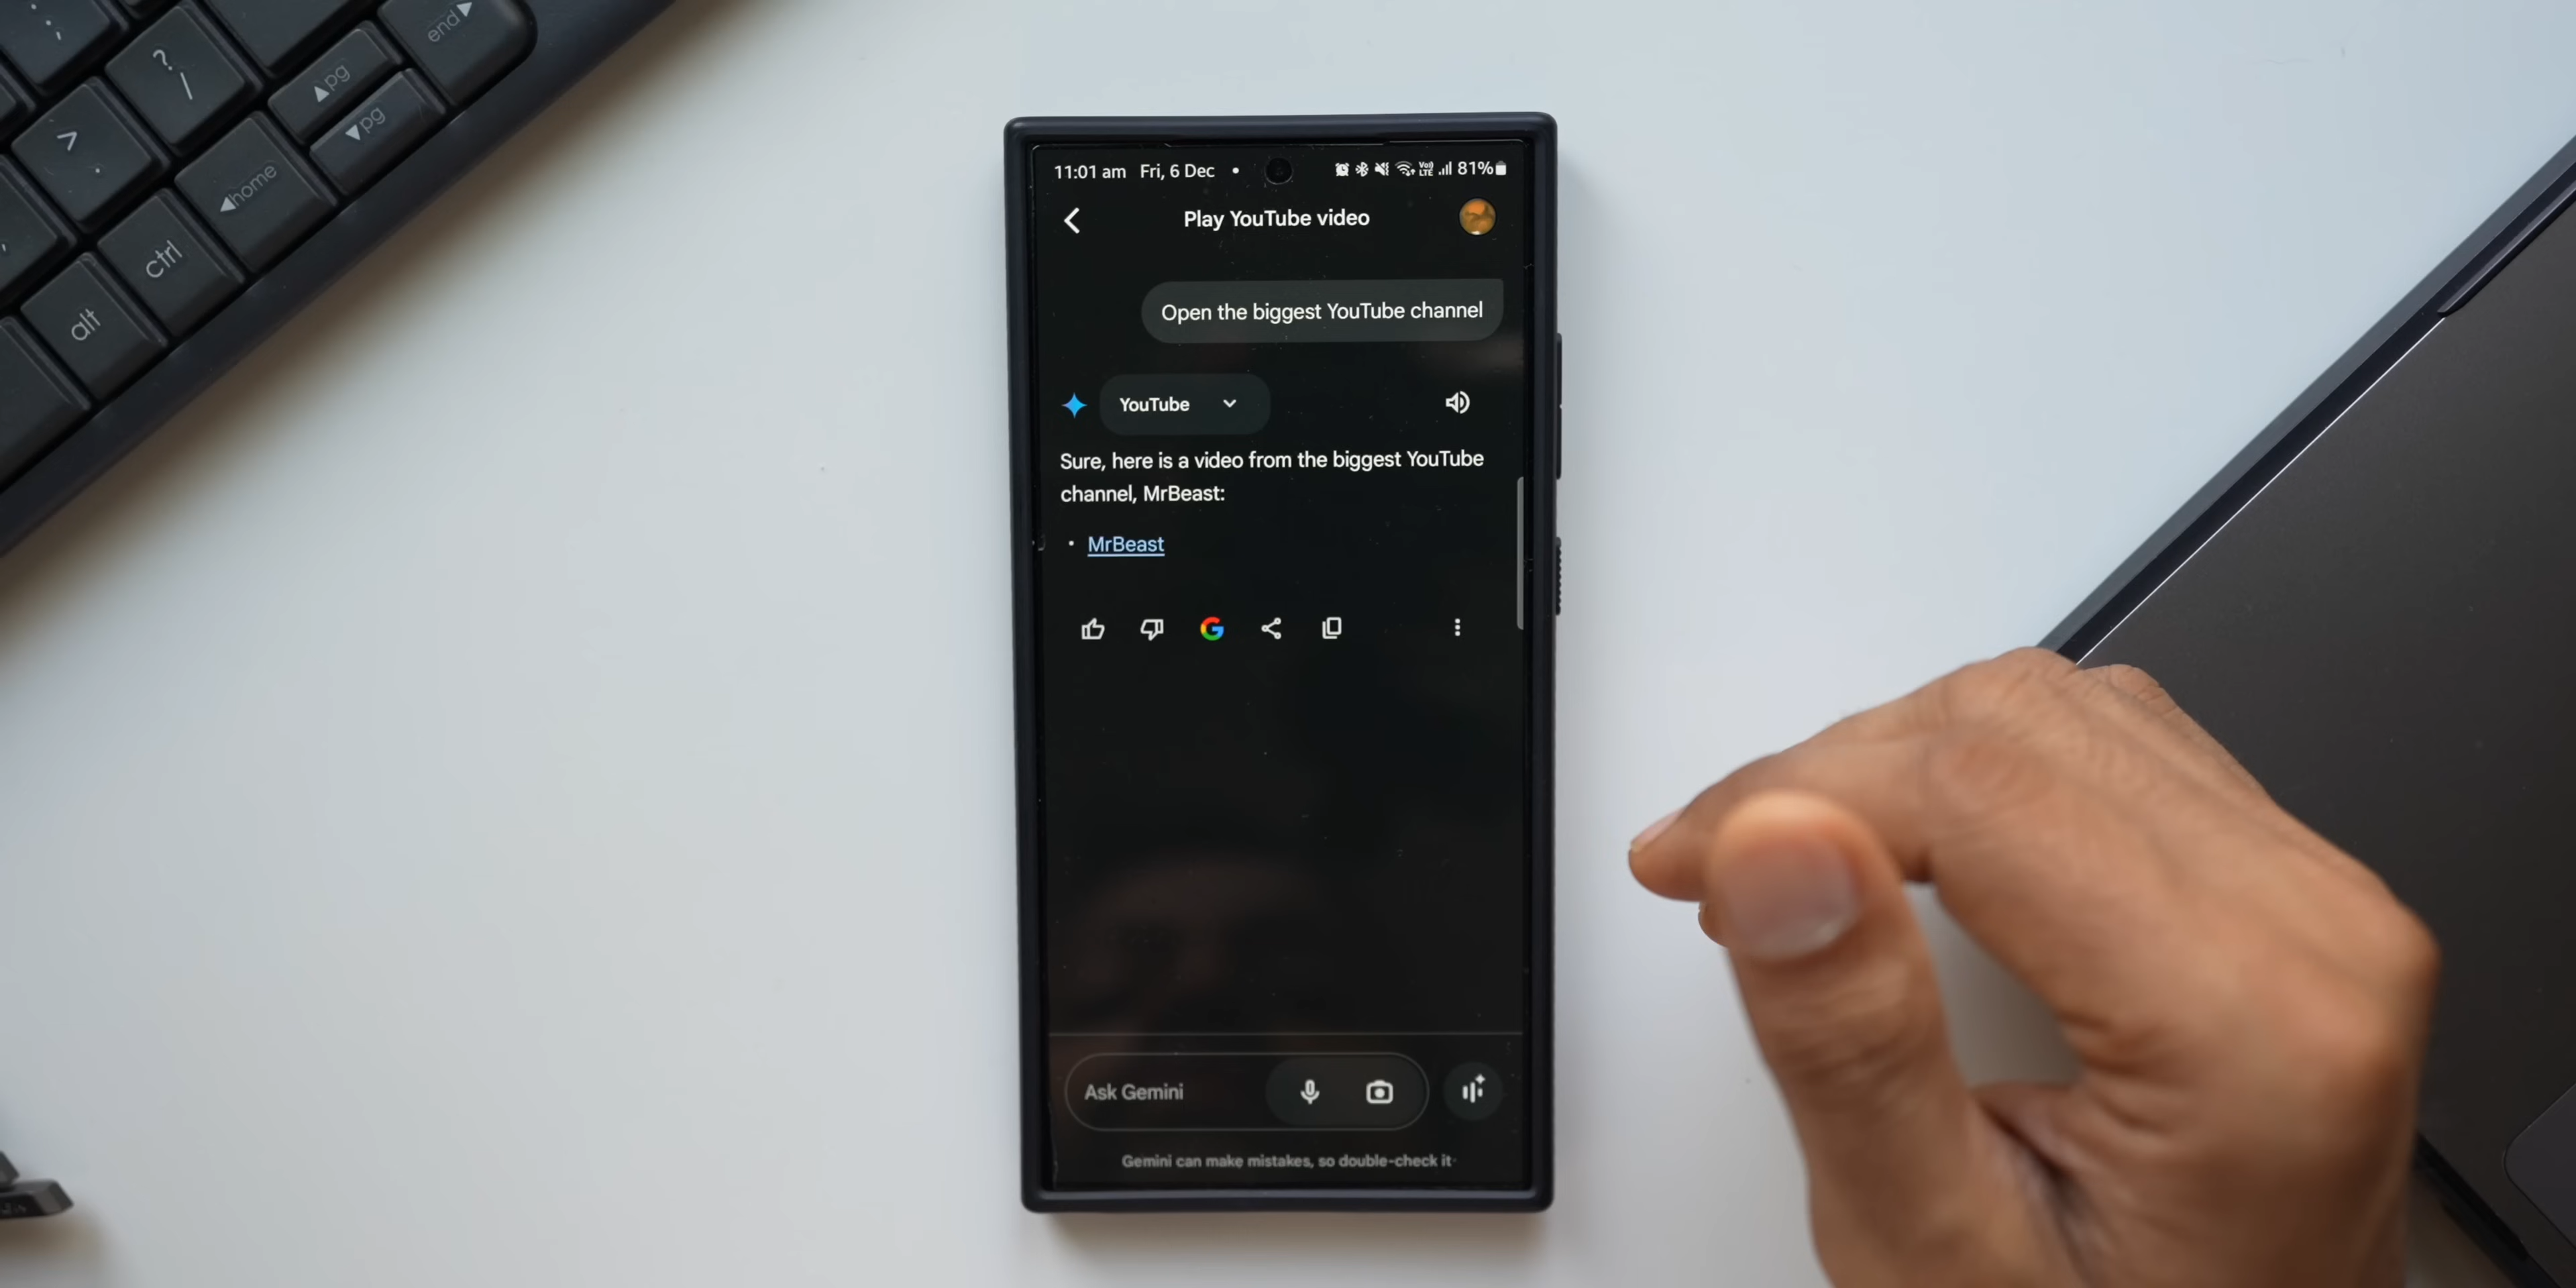 end
?
/
pg
pg
>
.
home
ctrl
alt
11:01 am Fri, 6 Dec
81%
Play YouTube video
Open the biggest YouTube channel
YouTube
Sure, here is a video from the biggest YouTube
channel, MrBeast:
• MrBeast
Ask Gemini
Gemini can make mistakes, so double-check it